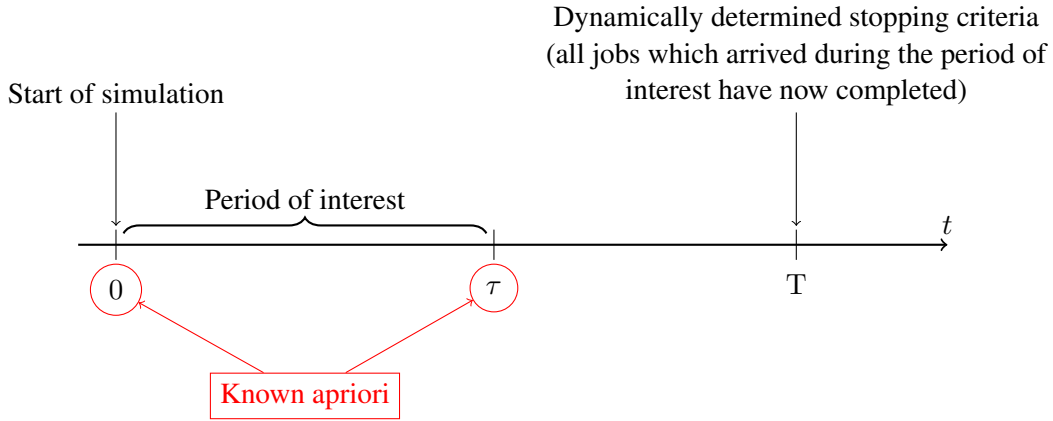 Dynamically determined stopping criteria
(all jobs which arrived during the period of
interest have now completed)
Start of simulation
Period of interest
t
0
τ
T
Known apriori